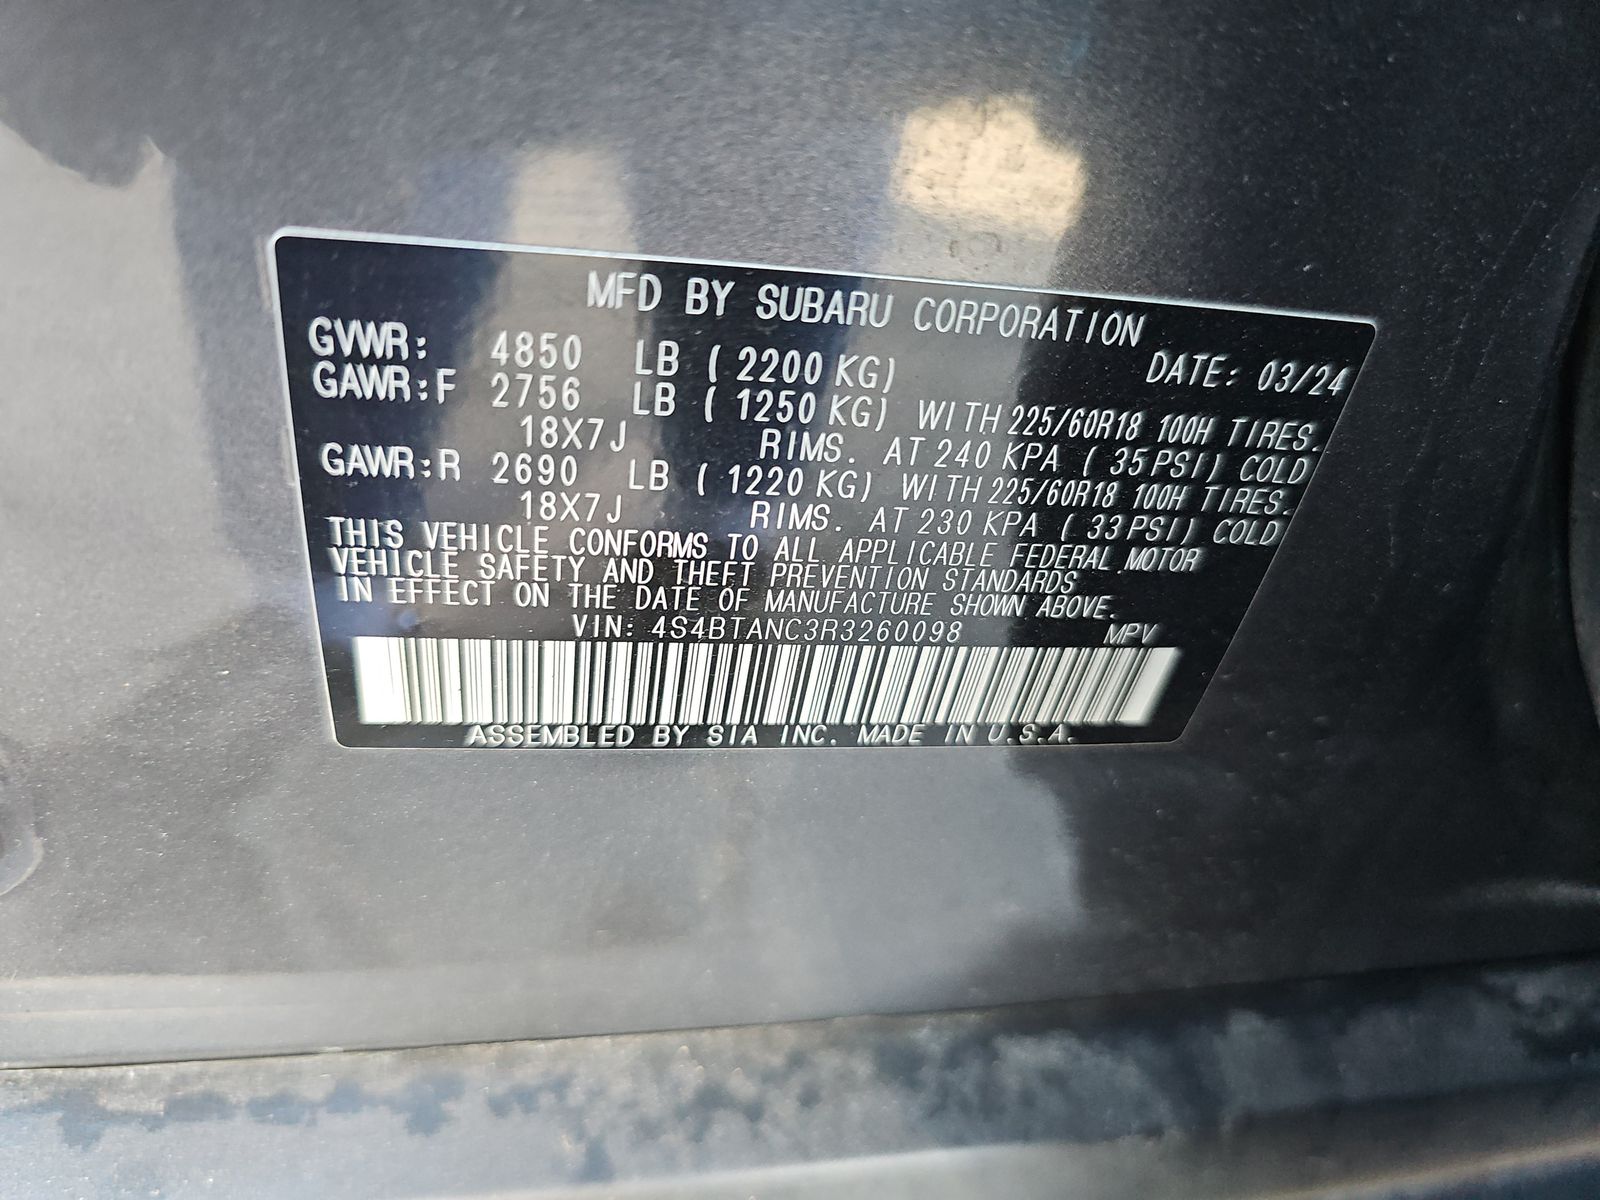 MFD BY SUBARU CORPORATION
GVWR: 4850 LB (2200 KG) DATE: 03/24
GAWR:F 2756 LB (1250 KG) WITH 225/60R18 100H TIRES.
18X7J RIMS. AT 240 KPA (35 PSI) COLD
GAWR:R 2690 LB (1220 KG) WITH 225/60R18 100H TIRES.
18X7J RIMS. AT 230 KPA (33 PSI) COLD
THIS VEHICLE CONFORMS TO ALL APPLICABLE FEDERAL MOTOR
VEHICLE SAFETY AND THEFT PREVENTION STANDARDS
IN EFFECT ON THE DATE OF MANUFACTURE SHOWN ABOVE.
VIN: 4S4BTANC3R3260098 MPV
ASSEMBLED BY SIA INC. MADE IN U.S.A.